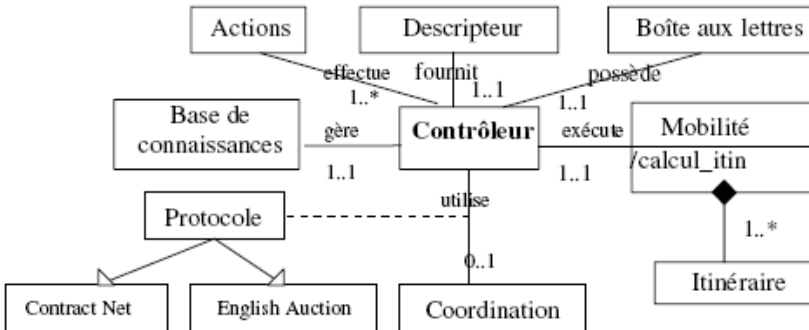 Actions
Descripteur
Boîte aux lettres
effectue
fournit
possède
1..*
1..1
1..1
Base de
connaissances
gère
1..1
Contrôleur
exécute
1..1
Mobilité
/calcul_itin
utilise
Protocole
1..*
0..1
Itinéraire
Contract Net
English Auction
Coordination